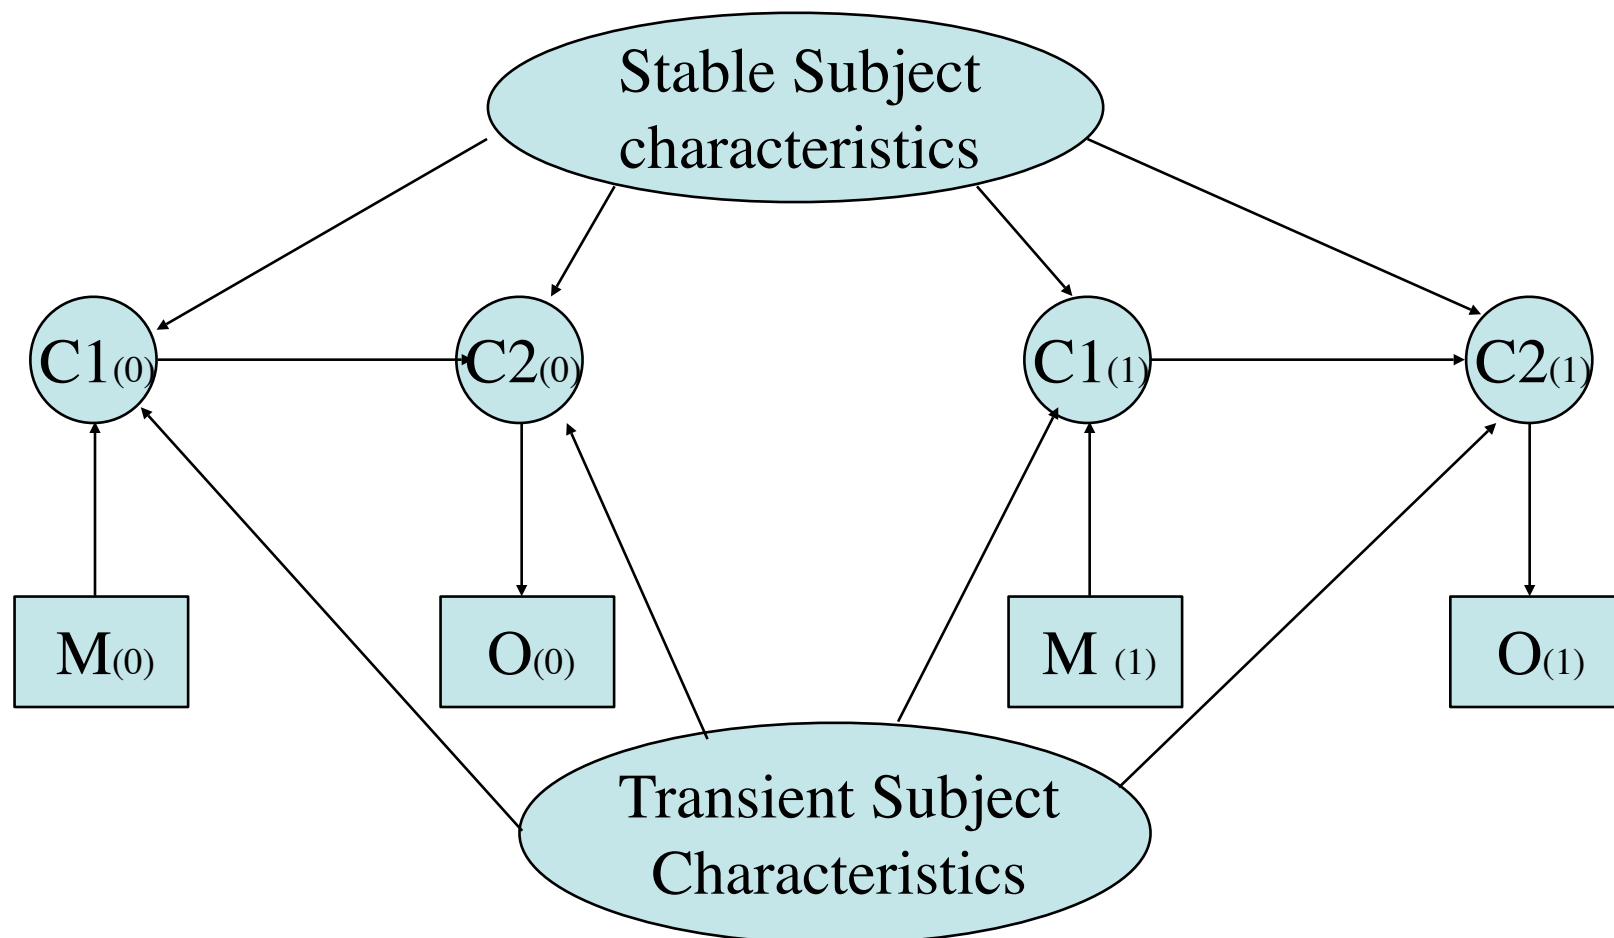 Stable Subject
characteristics
C1(0)
C2(0)
C1(1)
C2(1)
M(0)
O(0)
M (1)
O(1)
Transient Subject
Characteristics